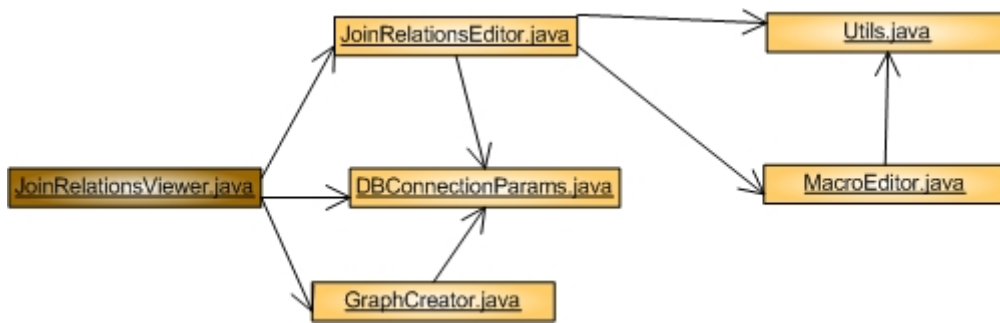 JoinRelationsEditor.java
Utils.java
JoinRelationsViewer.java
DBConnectionParams.java
MacroEditor.java
GraphCreator.java